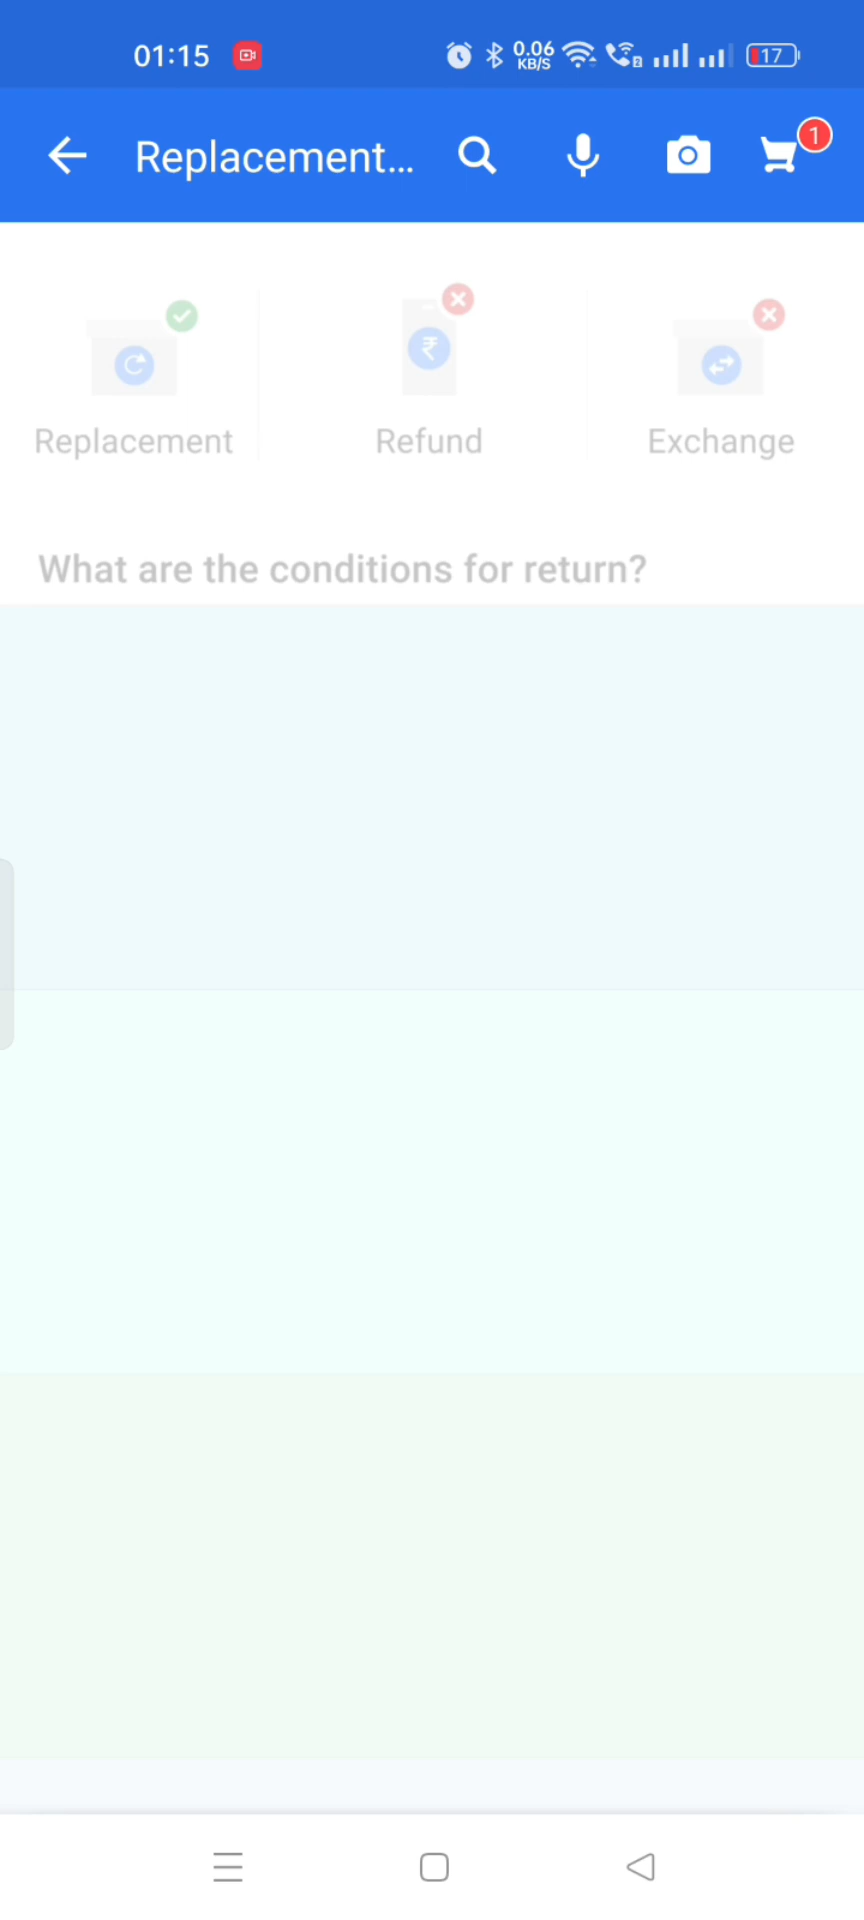 01:15 0.06 KB/S 17
Replacement... 1
Replacement Refund Exchange
What are the conditions for return?